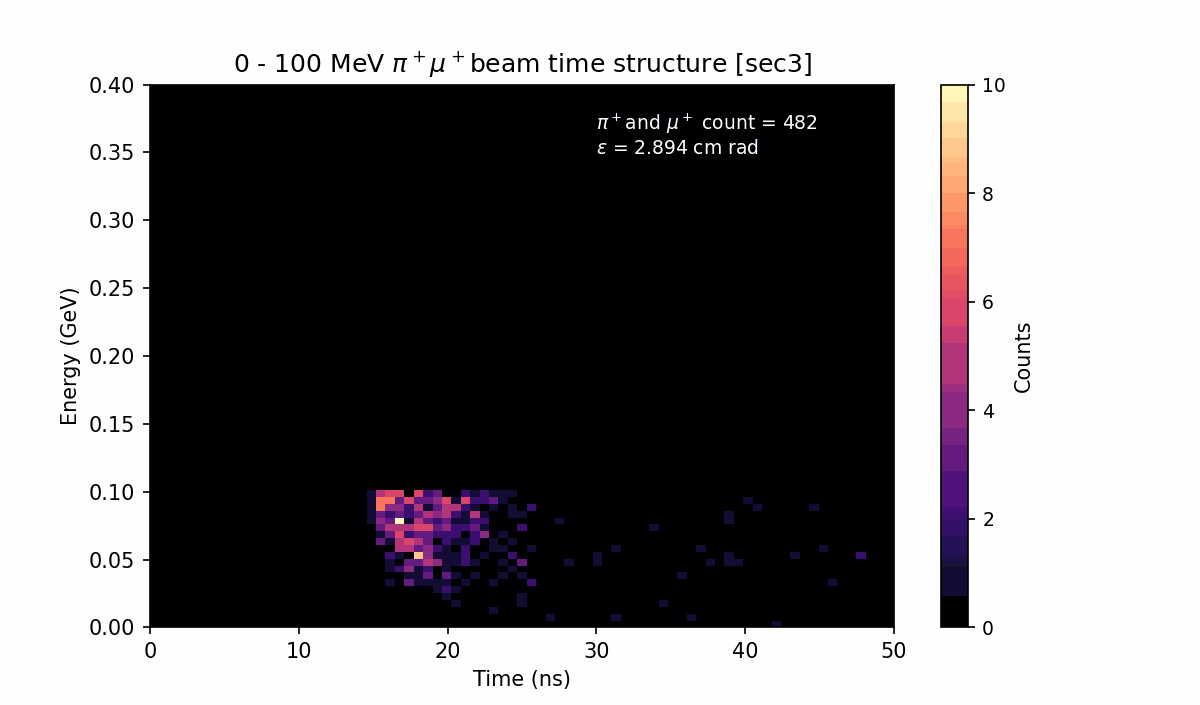 0 - 100 MeV π⁺μ⁺beam time structure [sec3]
π⁺and μ⁺ count = 482
ε = 2.894 cm rad
Energy (GeV)
0.40
0.35
0.30
0.25
0.20
0.15
0.10
0.05
0.00
0 10 20 30 40 50
Time (ns)
10
8
6
4
2
0
Counts